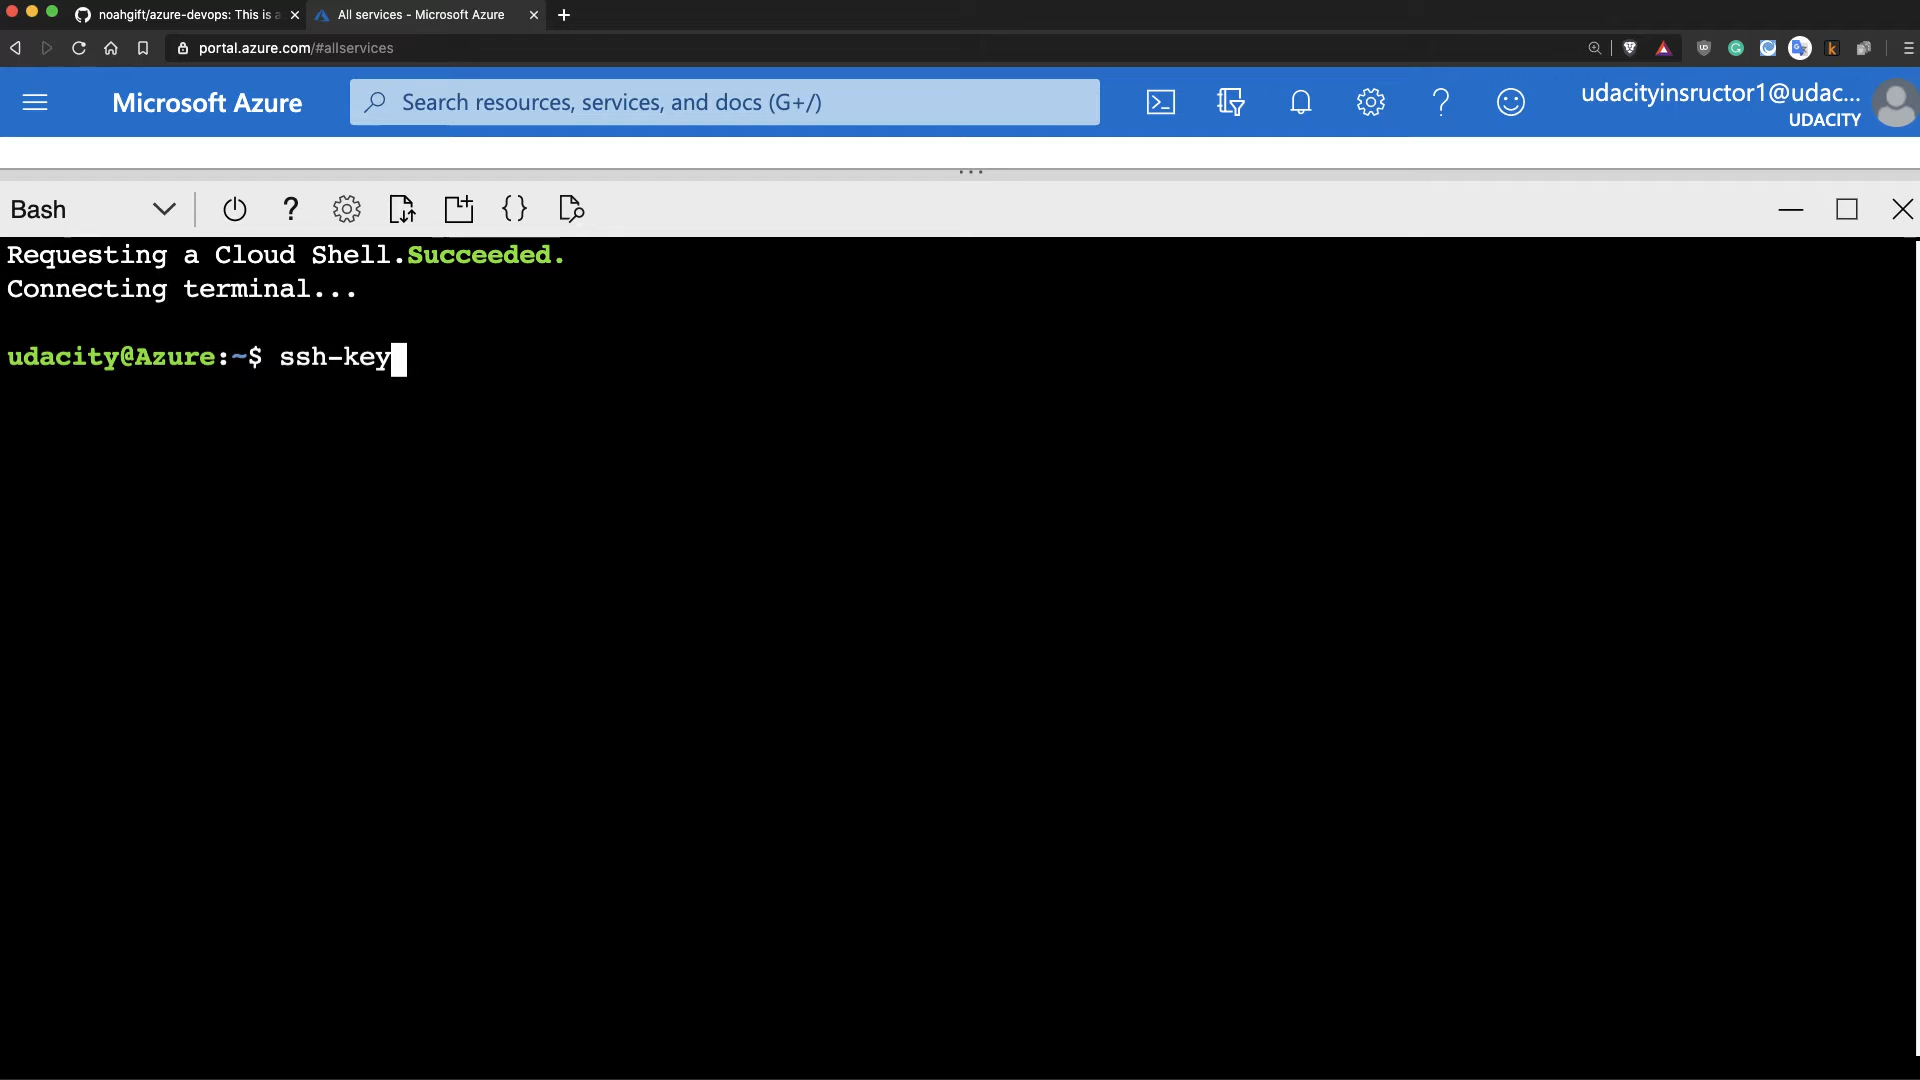 noahgift/azure-devops: This is a
All services - Microsoft Azure
portal.azure.com/#allservices
Microsoft Azure
Search resources, services, and docs (G+/)
udacityinsructor1@udac...
UDACITY
Bash
Requesting a Cloud Shell.Succeeded.
Connecting terminal...
udacity@Azure:~$ ssh-key